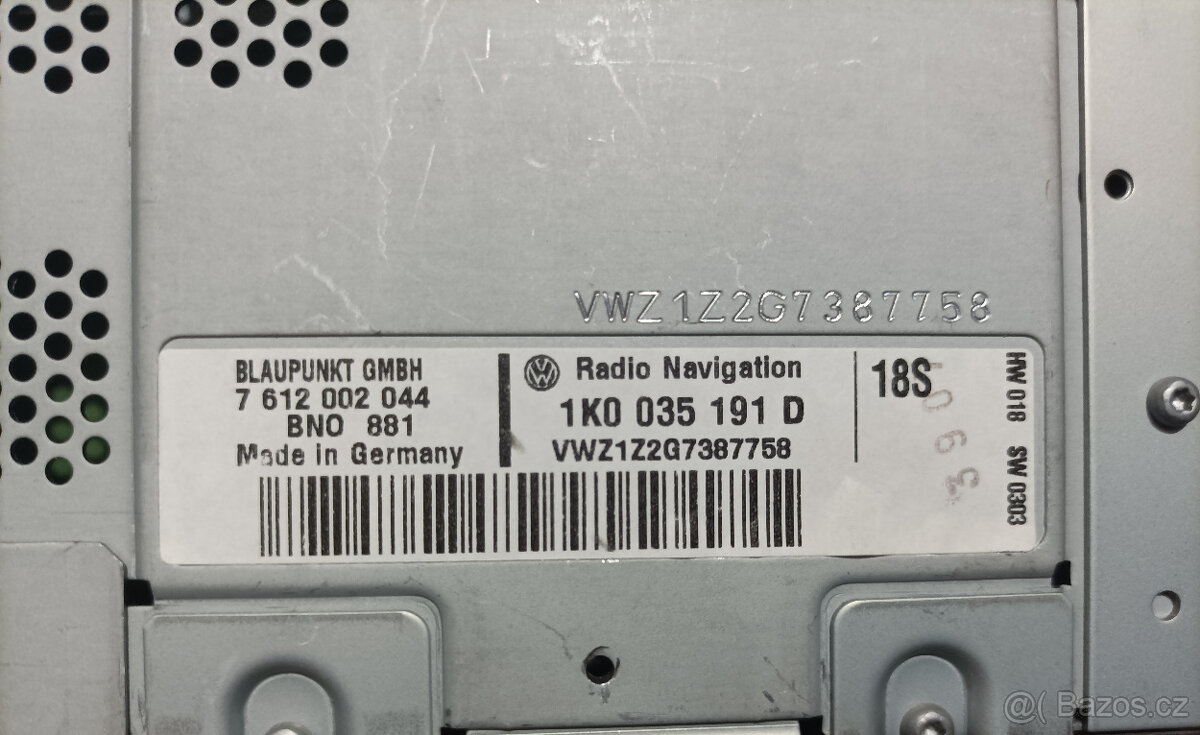 VWZ1Z2G7387758
BLAUPUNKT GMBH
7 612 002 044
BNO 881
Made in Germany
Radio Navigation
1K0 035 191 D
VWZ1Z2G7387758
18S
HW 018 SW 0303
@( Bazos.cz